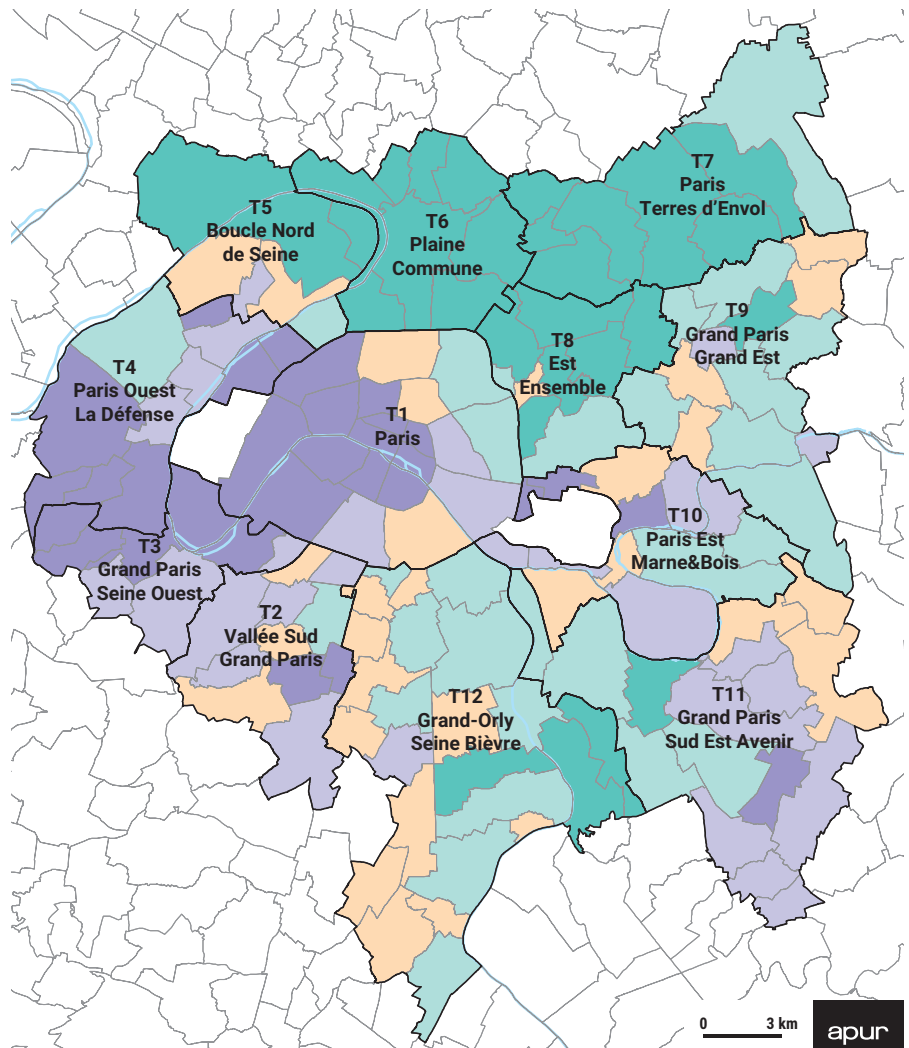 T7
Paris
Terres d'Envol
T5
Boucle Nord
de Seine
T6
Plaine
Commune
T9
Grand Paris
Grand Est
T8
Est
Ensemble
T4
Paris Ouest
La Défense
T1
Paris
T10
Paris Est
Marne&Bois
T3
Grand Paris
Seine Ouest
T2
Vallée Sud
Grand Paris
T12
Grand-Orly
Seine Bièvre
T11
Grand Paris
Sud Est Avenir
0 3 km
apur